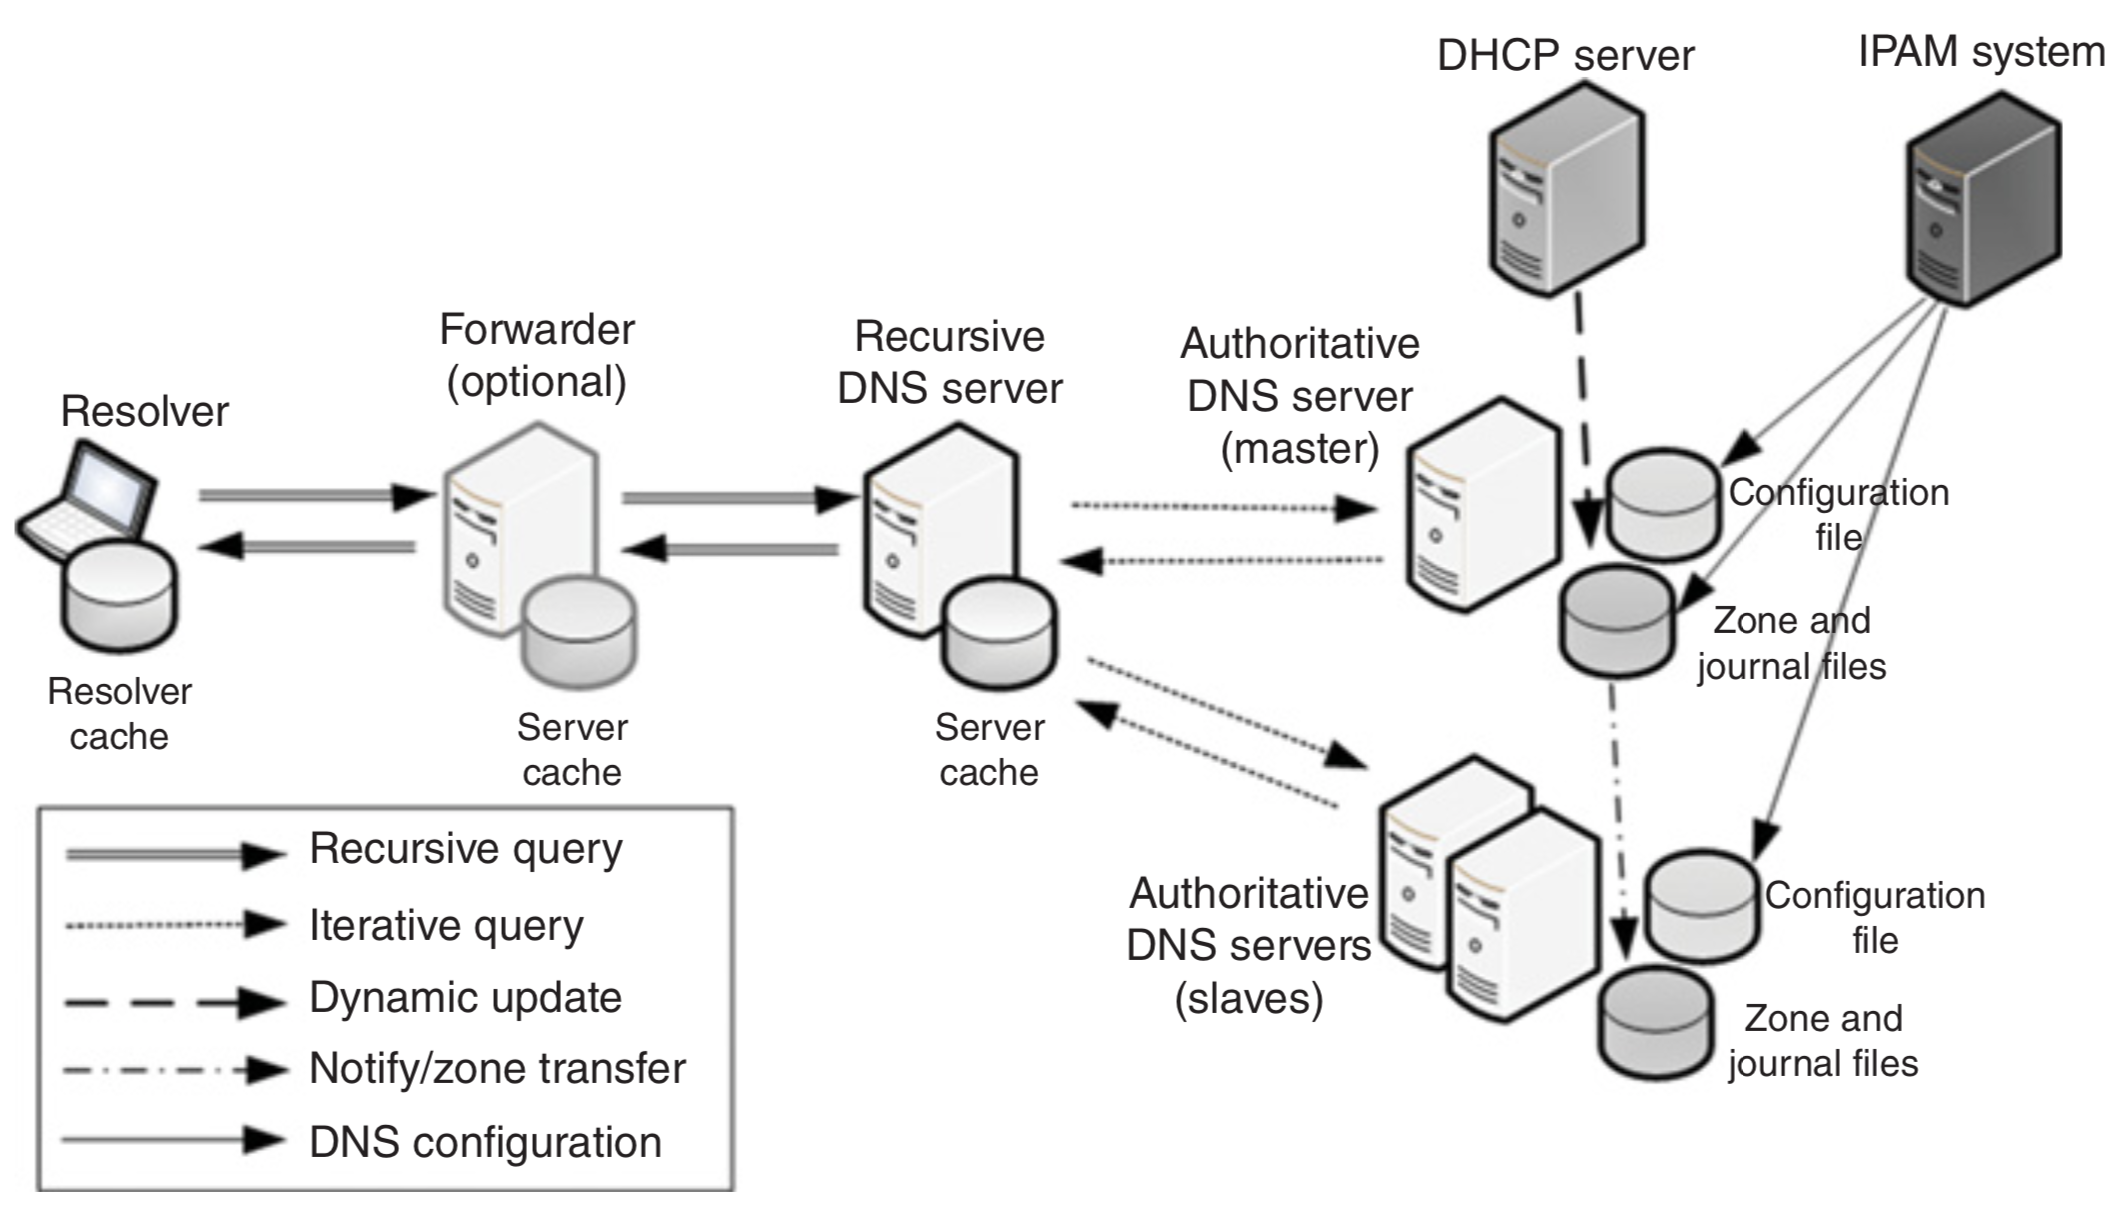 DHCP server
IPAM system
Forwarder
(optional)
Recursive
DNS server
Authoritative
DNS server
(master)
Resolver
Configuration
file
Zone and
journal files
Resolver
cache
Server
cache
Server
cache
Authoritative
DNS servers
(slaves)
Configuration
file
Zone and
journal files
Recursive query
Iterative query
Dynamic update
Notify/zone transfer
DNS configuration